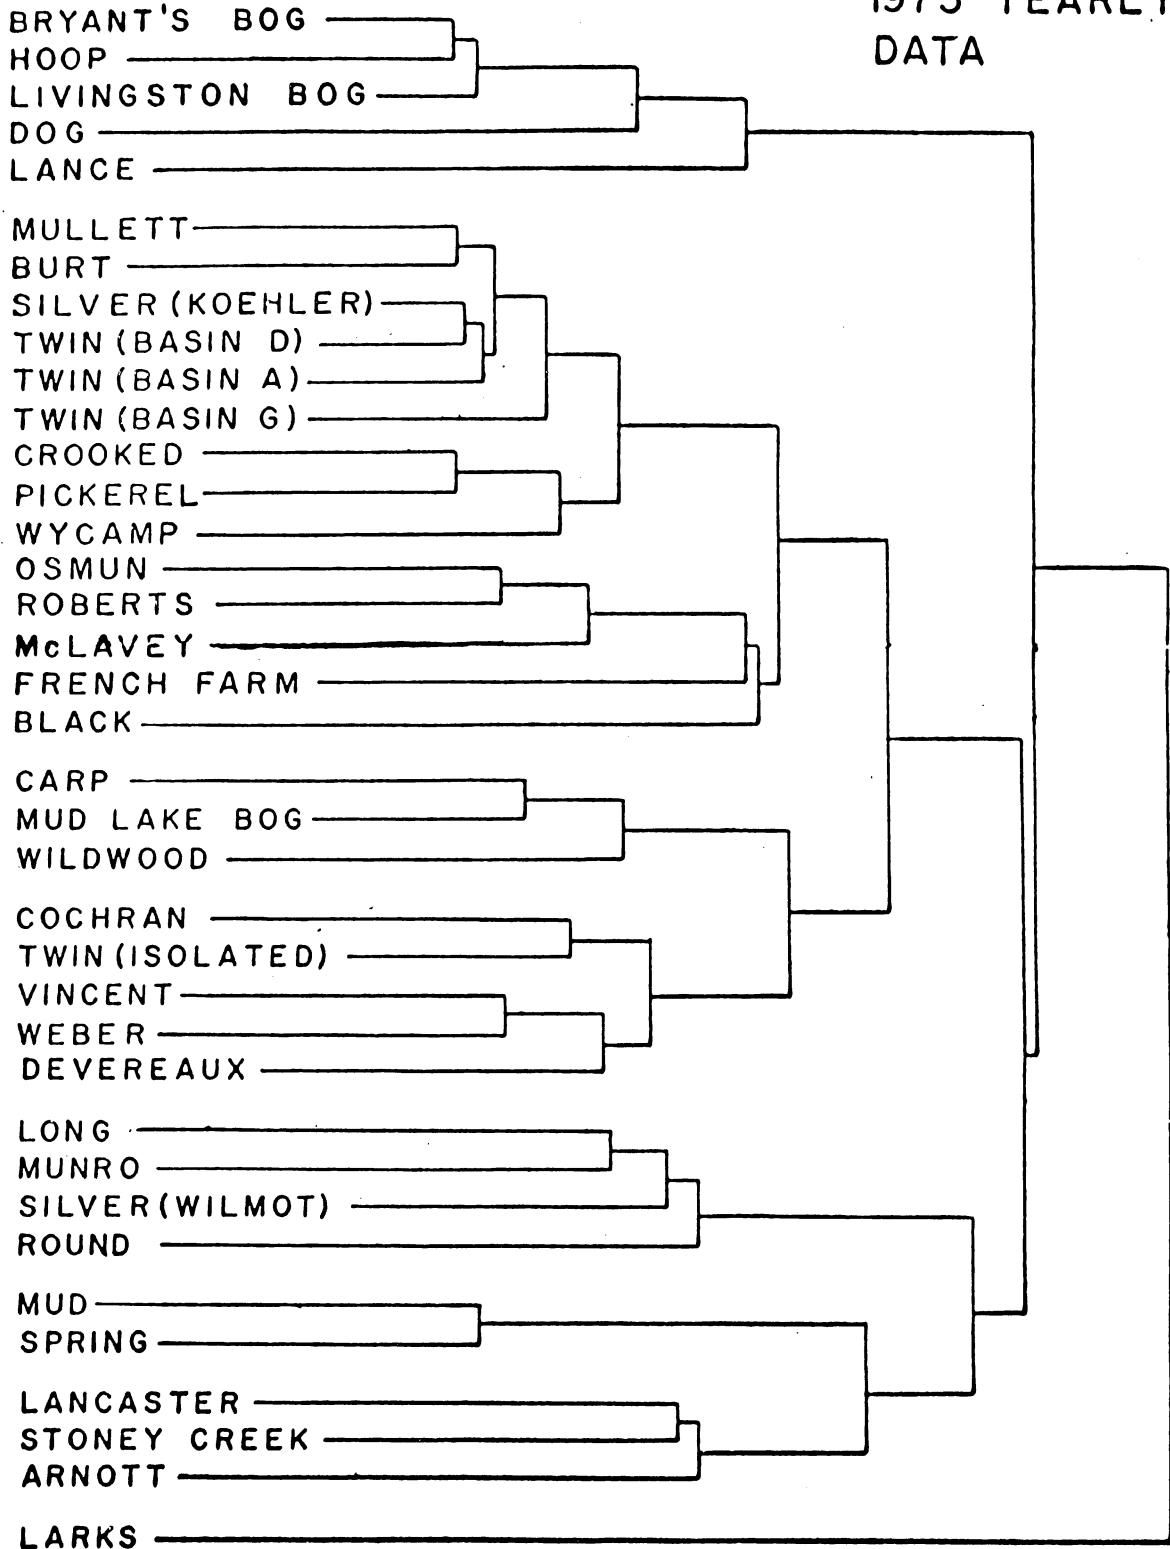 1975 YEARLY
DATA
BRYANT'S BOG
HOOP
LIVINGSTON BOG
DOG
LANCE
MULLETT
BURT
SILVER (KOEHLER)
TWIN (BASIN D)
TWIN (BASIN A)
TWIN (BASIN G)
CROOKED
PICKEREL
WYCAMP
OSMUN
ROBERTS
McLAVEY
FRENCH FARM
BLACK
CARP
MUD LAKE BOG
WILDWOOD
COCHRAN
TWIN (ISOLATED)
VINCENT
WEBER
DEVEREAUX
LONG
MUNRO
SILVER (WILMOT)
ROUND
MUD
SPRING
LANCASTER
STONEY CREEK
ARNOTT
LARKS